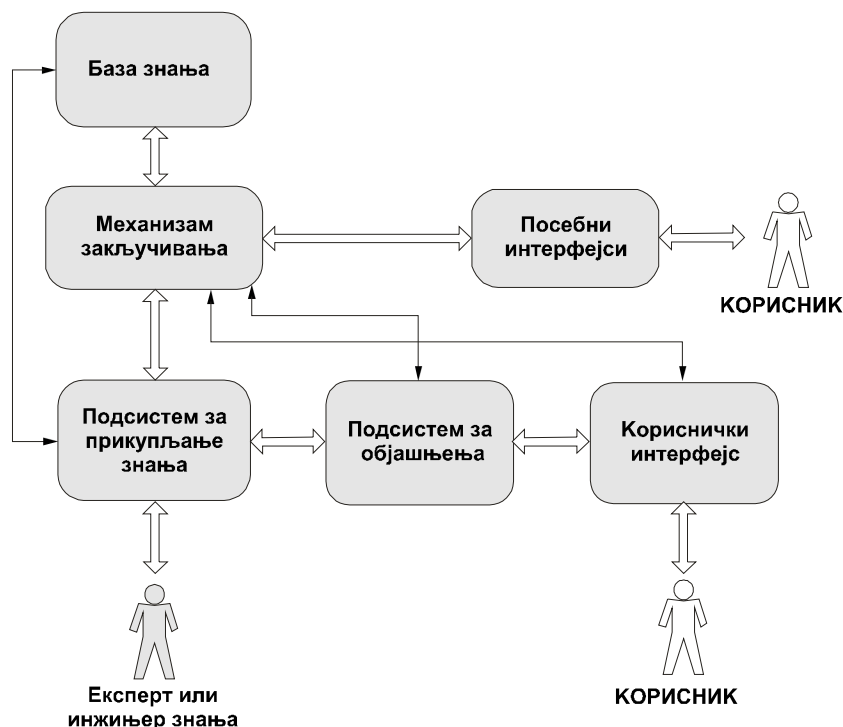 База знања
Механизам
закључивања
Посебни
интерфејси
КОРИСНИК
Подсистем за
прикупљање
знања
Подсистем за
објашњења
Кориснички
интерфејс
Експерт или
инжињер знања
КОРИСНИК